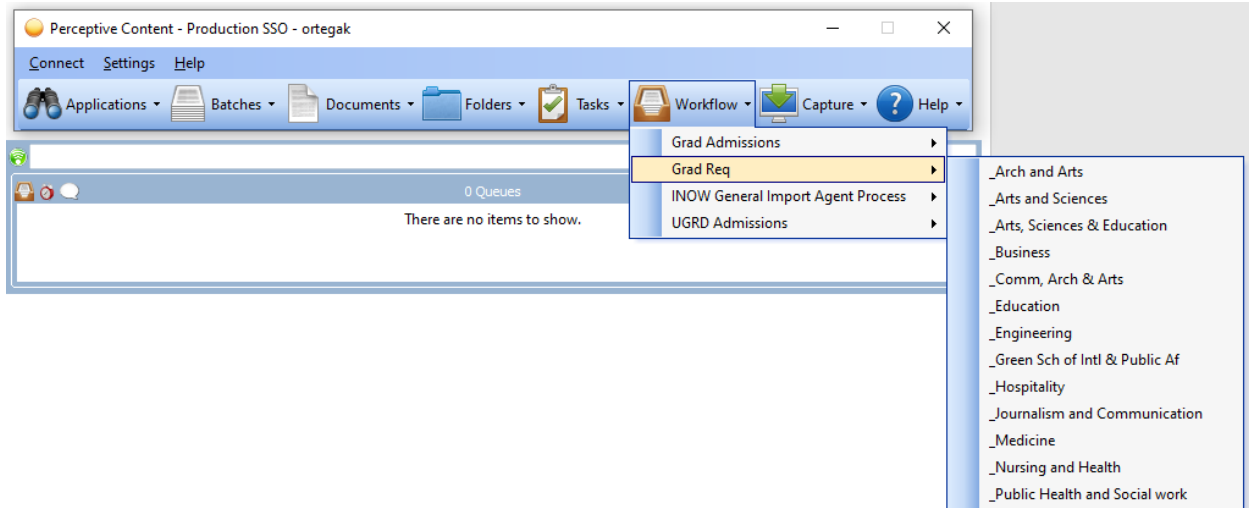 Perceptive Content - Production SSO - ortegak
Connect Settings Help
Applications Batches Documents Folders Tasks Workflow Capture ? Help
0 Queues
There are no items to show.
Grad Admissions
Grad Req
INOW General Import Agent Process
UGRD Admissions
_Arch and Arts
_Arts and Sciences
_Arts, Sciences & Education
_Business
_Comm, Arch & Arts
_Education
_Engineering
_Green Sch of Intl & Public Af
_Hospitality
_Journalism and Communication
_Medicine
_Nursing and Health
_Public Health and Social work